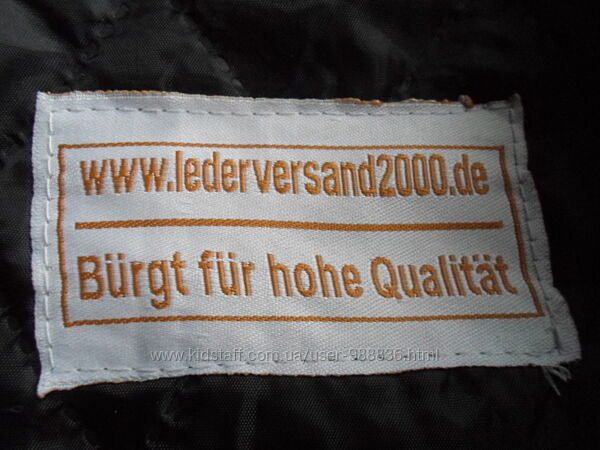 www.lederversand2000.de
Bürgt für hohe Qualität
www.kidstaff.com.ua/user-988836.html